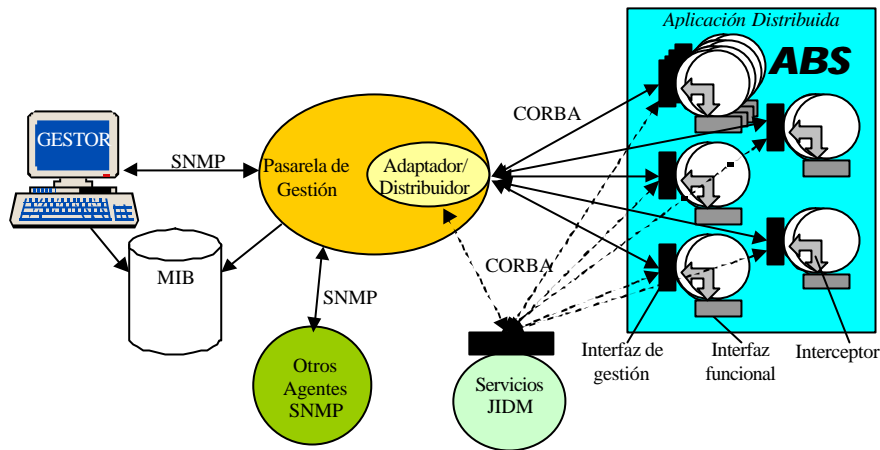 Aplicación Distribuida
ABS
CORBA
GESTOR
SNMP
Pasarela de
Gestión
Adaptador/
Distribuidor
MIB
CORBA
SNMP
Interfaz de
gestión
Interfaz
funcional
Interceptor
Otros
Agentes
SNMP
Servicios
JIDM